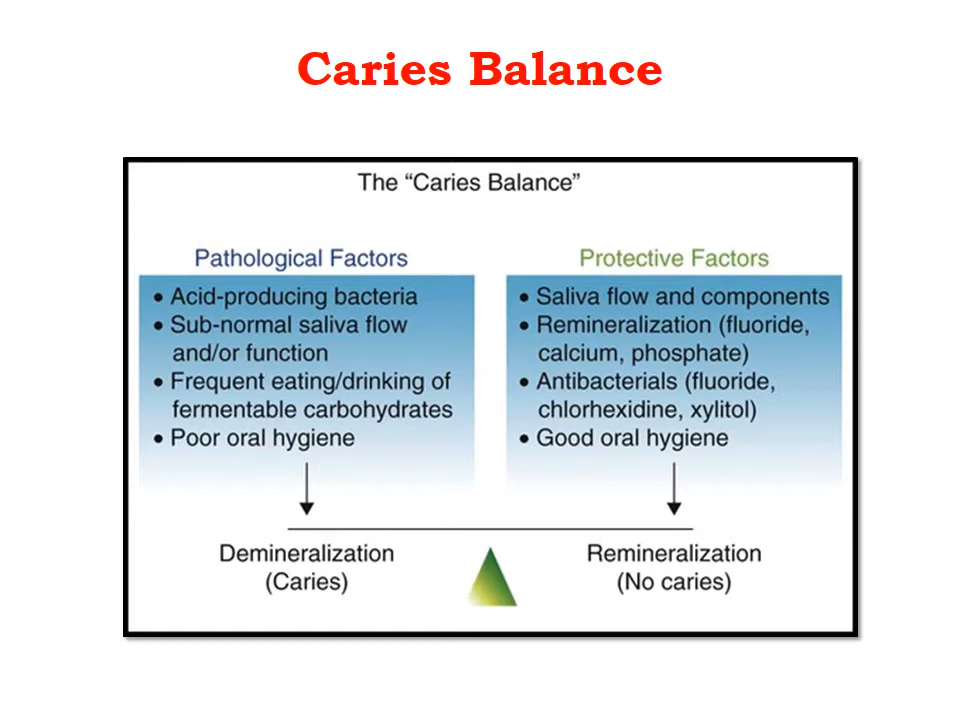 Caries Balance
The “Caries Balance”
Pathological Factors
• Acid-producing bacteria
• Sub-normal saliva flow
and/or function
• Frequent eating/drinking of
fermentable carbohydrates
• Poor oral hygiene
Protective Factors
• Saliva flow and components
• Remineralization (fluoride,
calcium, phosphate)
• Antibacterials (fluoride,
chlorhexidine, xylitol)
• Good oral hygiene
Demineralization
(Caries)
Remineralization
(No caries)